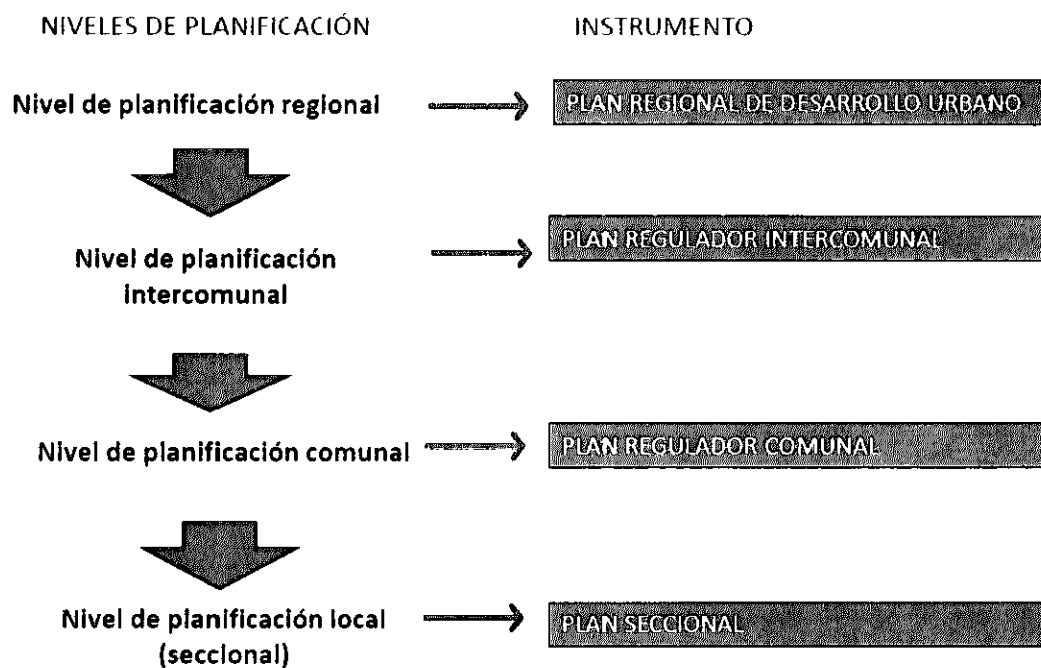 NIVELES DE PLANIFICACIÓN
INSTRUMENTO
Nivel de planificación regional
PLAN REGIONAL DE DESARROLLO URBANO
Nivel de planificación
intercomunal
PLAN REGULADOR INTERCOMUNAL
Nivel de planificación comunal
PLAN REGULADOR COMUNAL
Nivel de planificación local
(seccional)
PLAN SECCIONAL